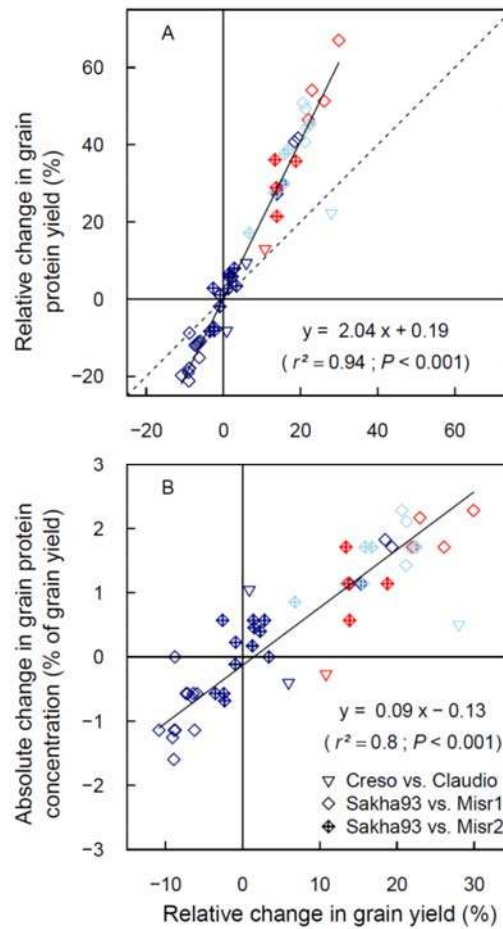 A
Relative change in grain
protein yield (%)
60
40
20
0
−20
y = 2.04 x + 0.19
( r² = 0.94 ; P < 0.001)
−20 0 20 40 60
B
Absolute change in grain protein
concentration (% of grain yield)
3
2
1
0
−1
−2
−3
y = 0.09 x − 0.13
( r² = 0.8 ; P < 0.001)
Creso vs. Claudio
Sakha93 vs. Misr1
Sakha93 vs. Misr2
−10 0 10 20 30
Relative change in grain yield (%)